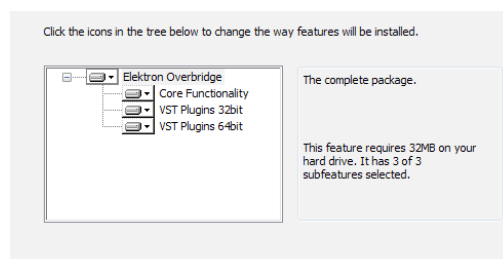 Click the icons in the tree below to change the way features will be installed.
Elektron Overbridge
Core Functionality
VST Plugins 32bit
VST Plugins 64bit
The complete package.
This feature requires 32MB on your
hard drive. It has 3 of 3
subfeatures selected.